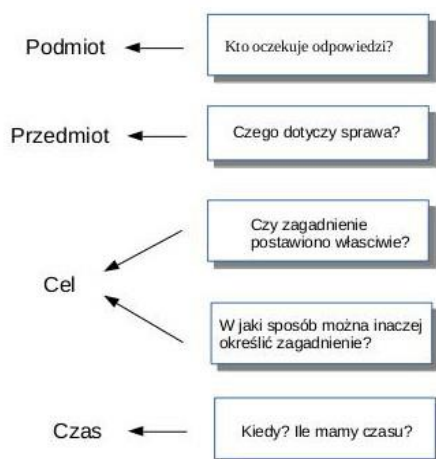 Podmiot
Kto oczekuje odpowiedzi?
Przedmiot
Czego dotyczy sprawa?
Czy zagadnienie
postawiono właściwie?
Cel
W jaki sposób można inaczej
określić zagadnienie?
Czas
Kiedy? Ile mamy czasu?